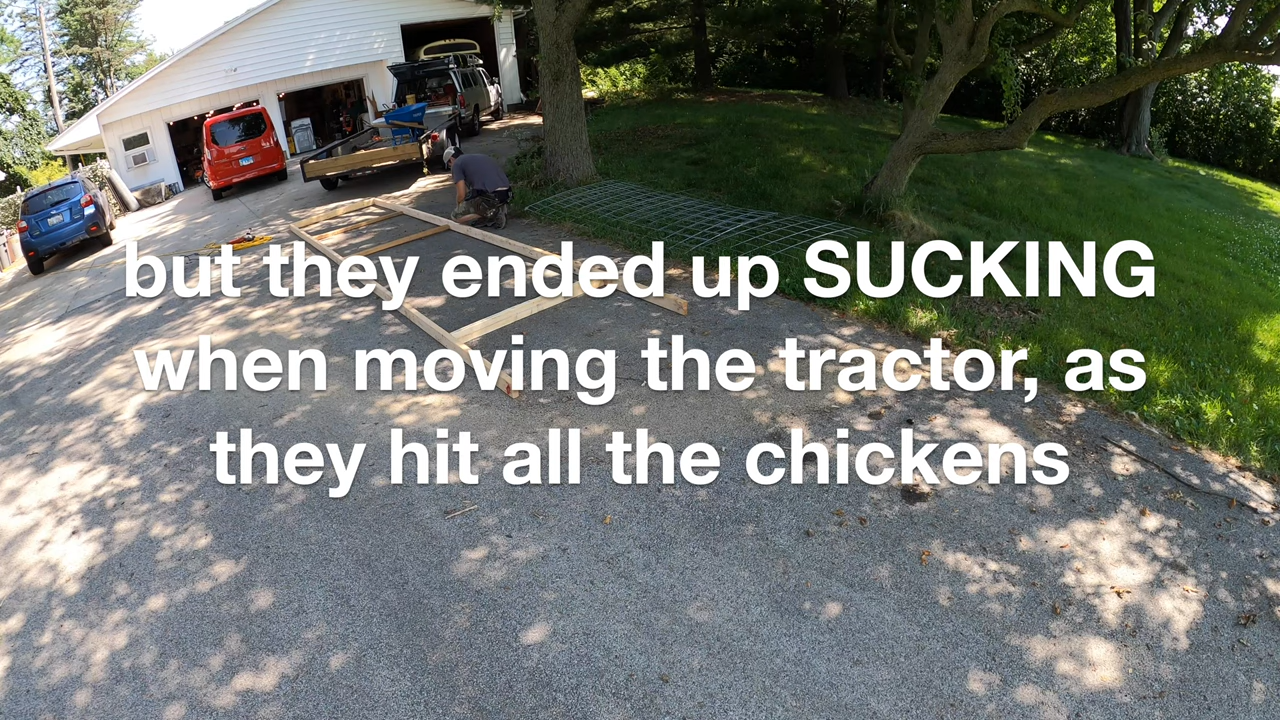 but they ended up SUCKING
when moving the tractor, as
they hit all the chickens